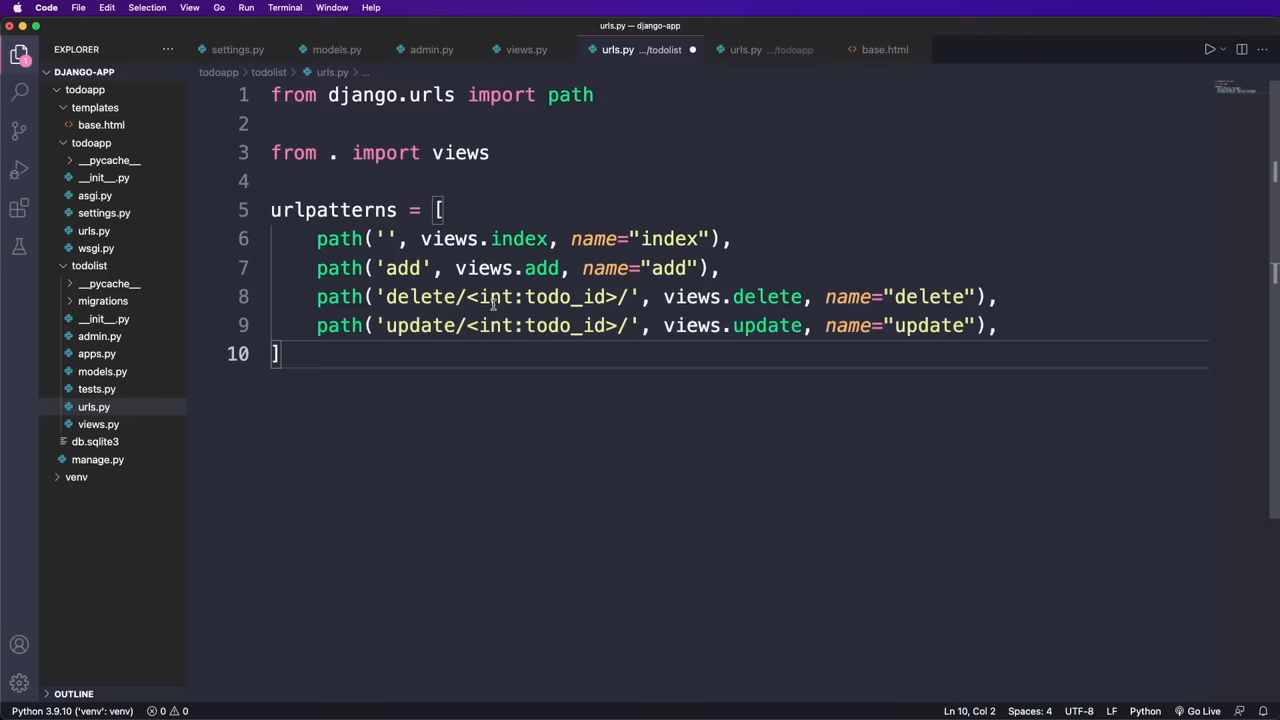 Code File Edit Selection View Go Run Terminal Window Help
urls.py — django-app
EXPLORER ···
settings.py models.py admin.py views.py urls.py .../todolist urls.py .../todoapp base.html
todoapp > todolist > urls.py > ...
DJANGO-APP
todoapp
templates
base.html
todoapp
__pycache__
__init__.py
asgi.py
settings.py
urls.py
wsgi.py
todolist
__pycache__
migrations
__init__.py
admin.py
apps.py
models.py
tests.py
urls.py
views.py
db.sqlite3
manage.py
venv
OUTLINE
1
1 from django.urls import path
2
3 from . import views
4
5 urlpatterns = [
6 path('', views.index, name="index"),
7 path('add', views.add, name="add"),
8 path('delete/<int:todo_id>/', views.delete, name="delete"),
9 path('update/<int:todo_id>/', views.update, name="update"),
10 ]
Python 3.9.10 ('venv': venv) 0 0 Ln 10, Col 2 Spaces: 4 UTF-8 LF Python Go Live